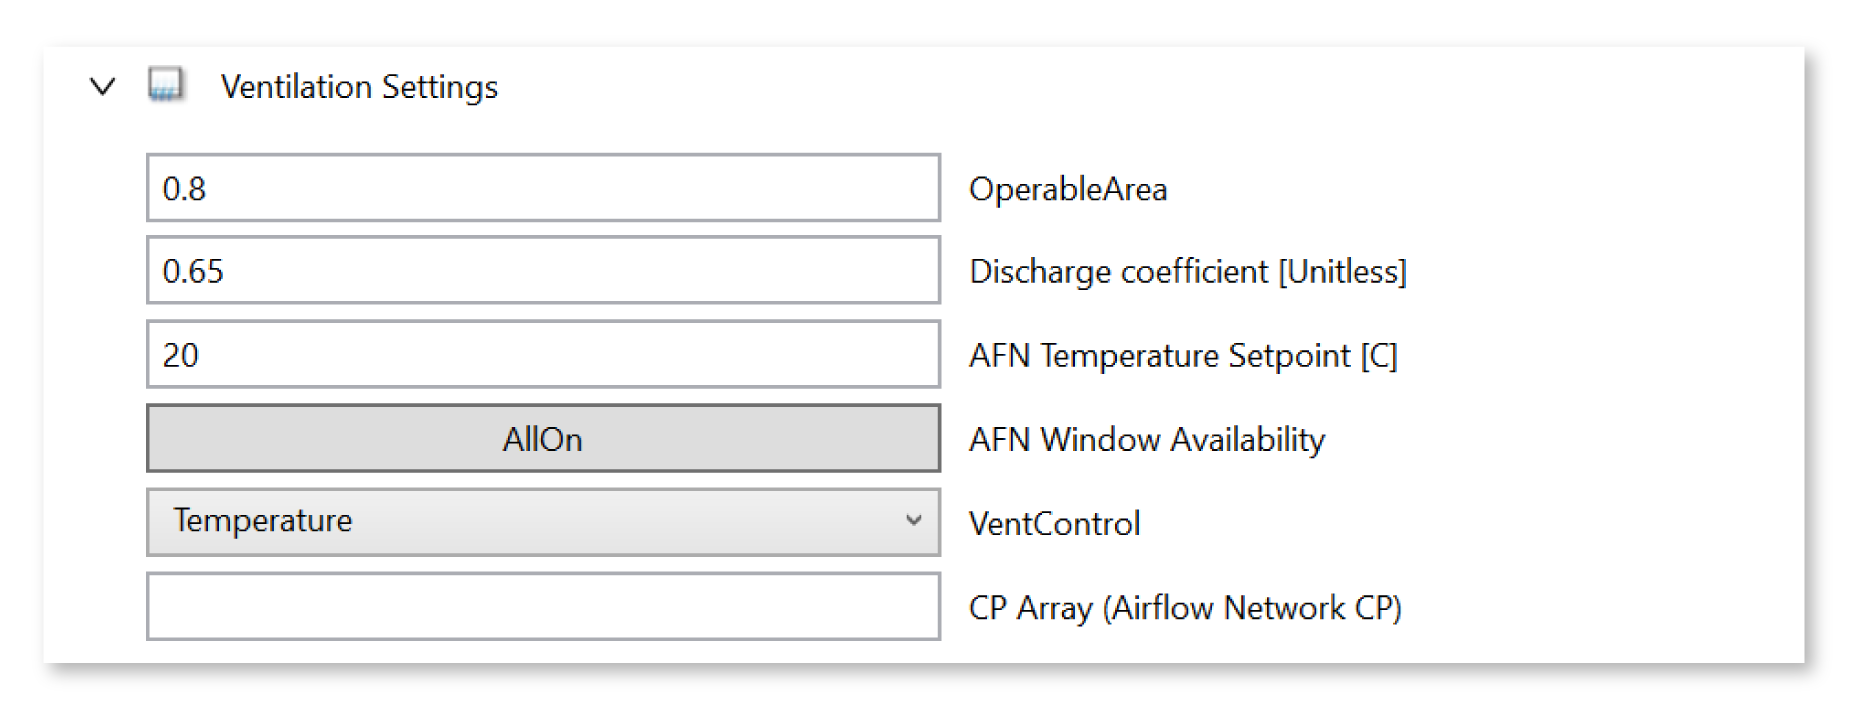 Ventilation Settings
0.8 OperableArea
0.65 Discharge coefficient [Unitless]
20 AFN Temperature Setpoint [C]
AllOn AFN Window Availability
Temperature VentControl
CP Array (Airflow Network CP)